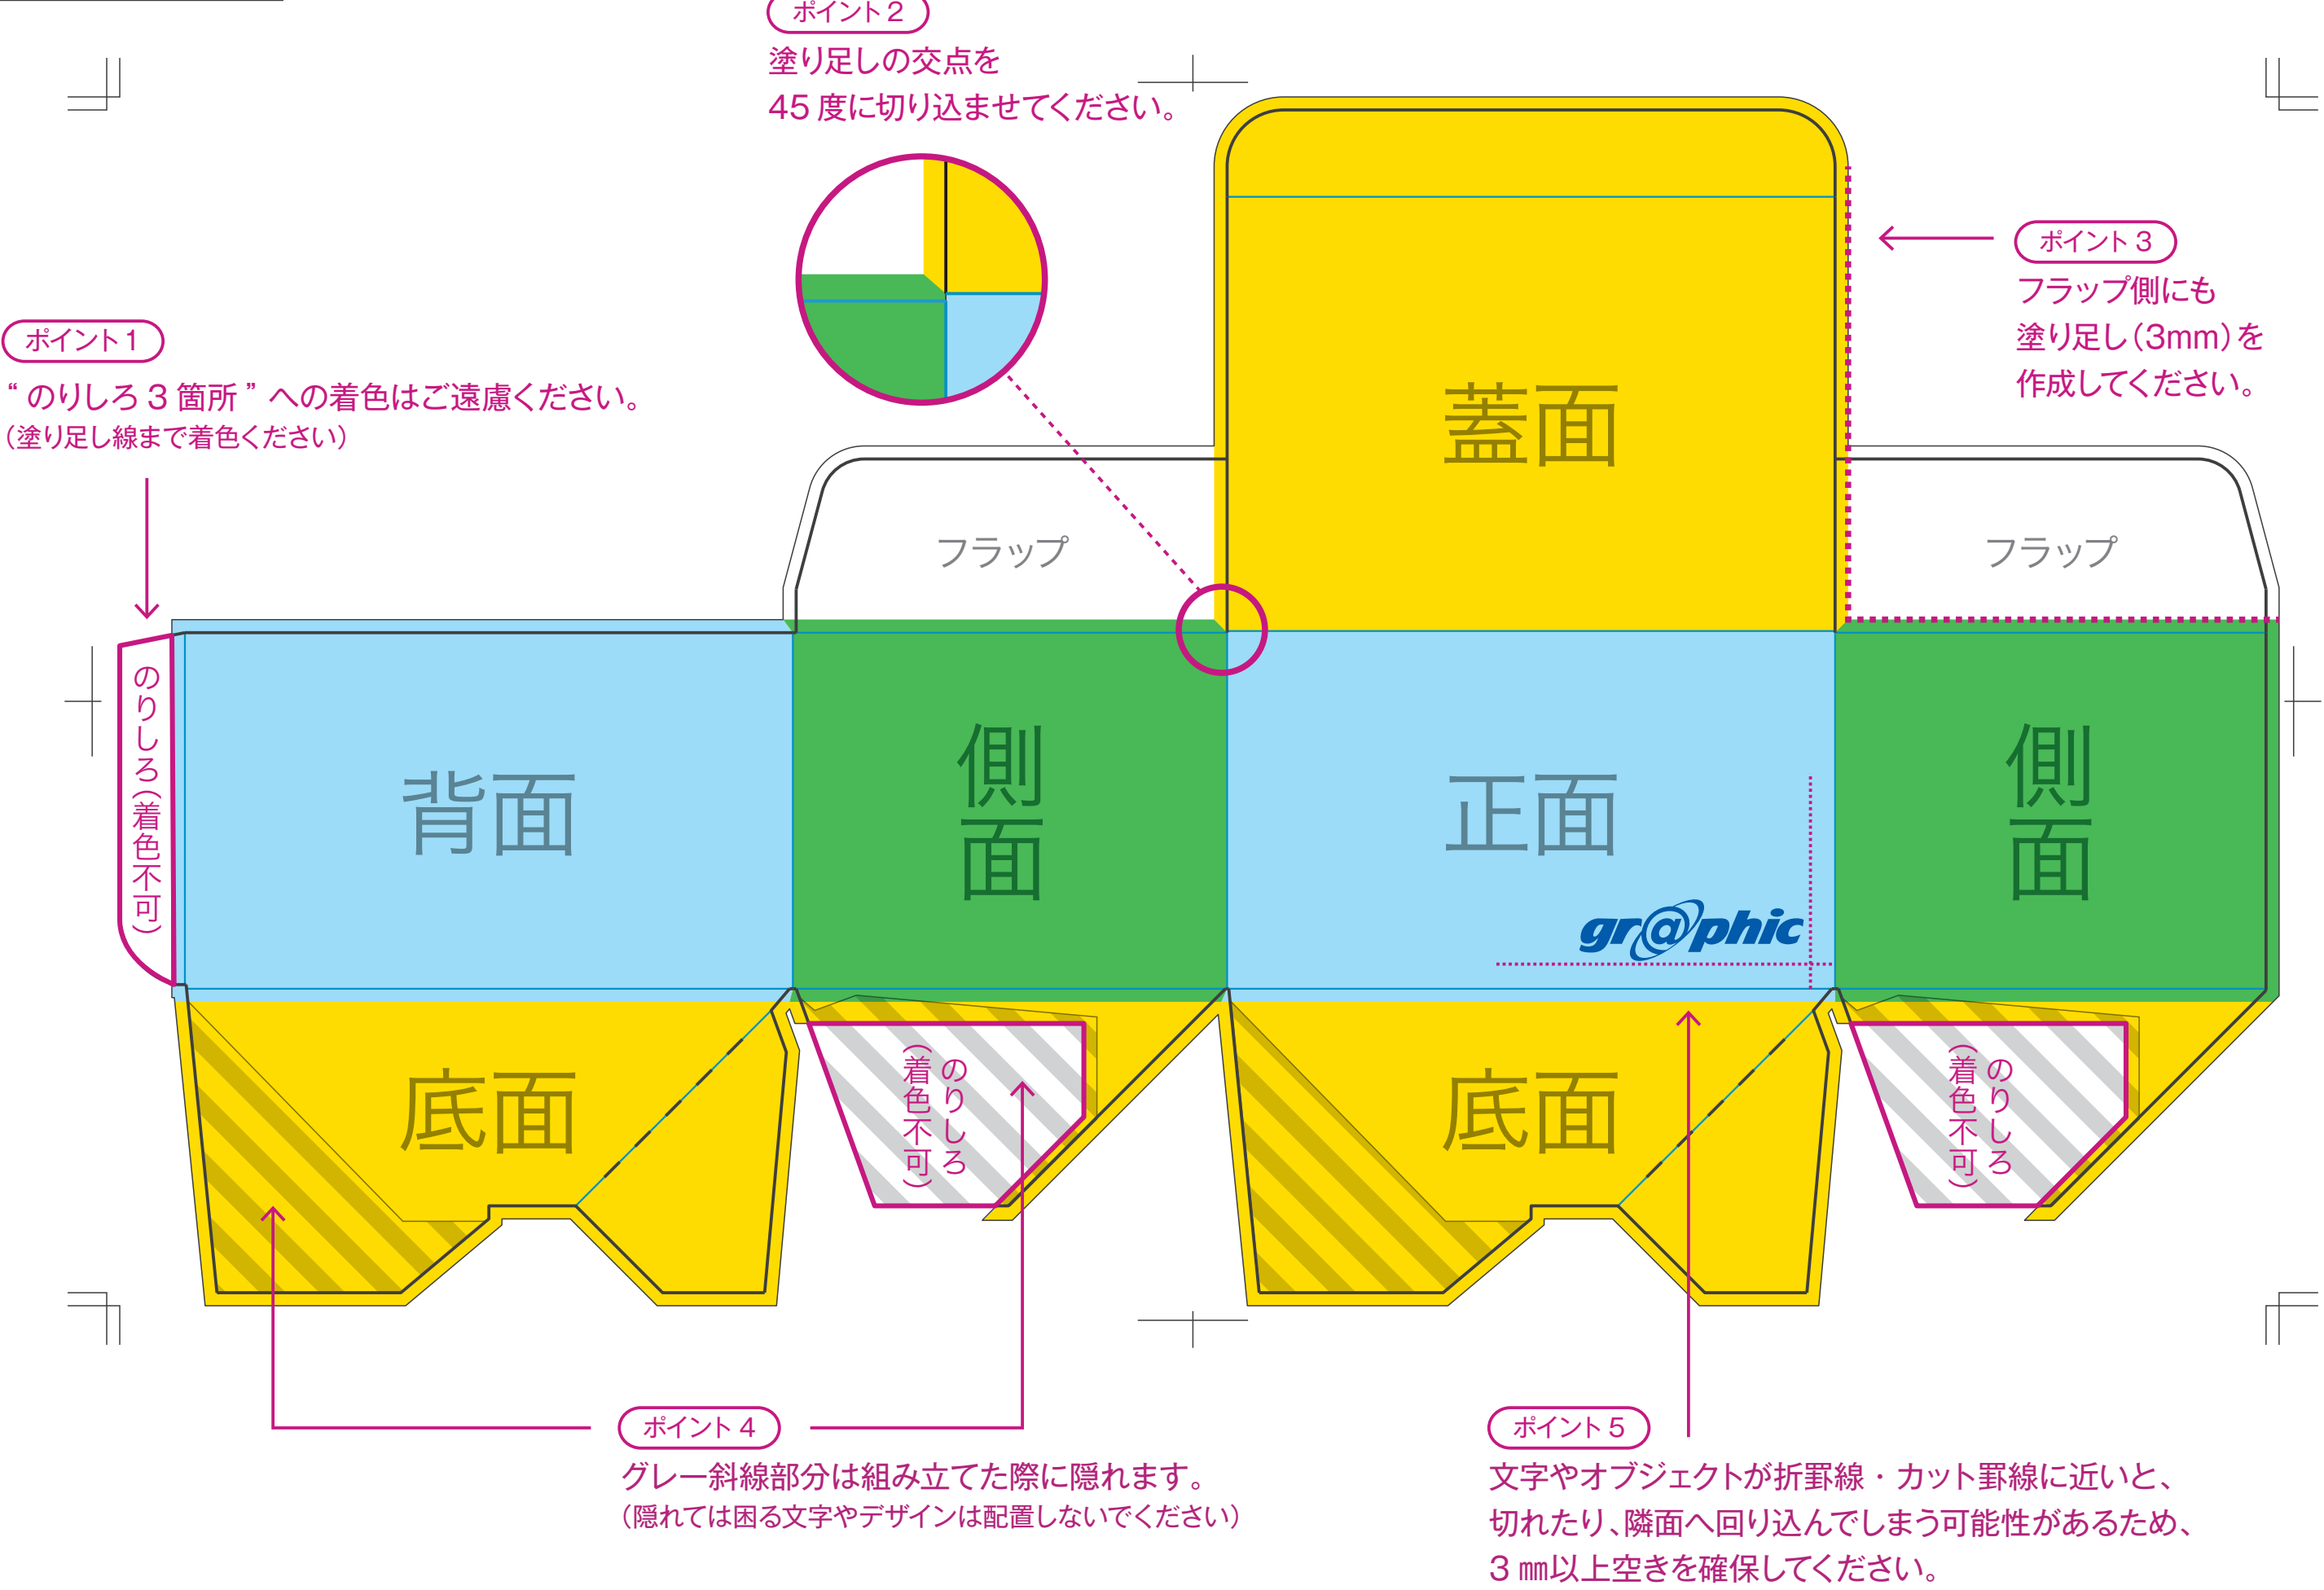 ポイント 2
塗り足しの交点を
45 度に切り込ませてください。
ポイント 3
フラップ側にも
塗り足し（3mm）を
作成してください。
ポイント 1
“ のりしろ 3 箇所 ” への着色はご遠慮ください。
（塗り足し線まで着色ください）
蓋面
フラップ
フラップ
のりしろ（着色不可）
背面
側面
正面
側面
gr@phic
底面
のりしろ
（着色不可）
底面
のりしろ
（着色不可）
ポイント 4
グレー斜線部分は組み立てた際に隠れます。
（隠れては困る文字やデザインは配置しないでください）
ポイント 5
文字やオブジェクトが折罫線・カット罫線に近いと、
切れたり、隣面へ回り込んでしまう可能性があるため、
3 ㎜以上空きを確保してください。